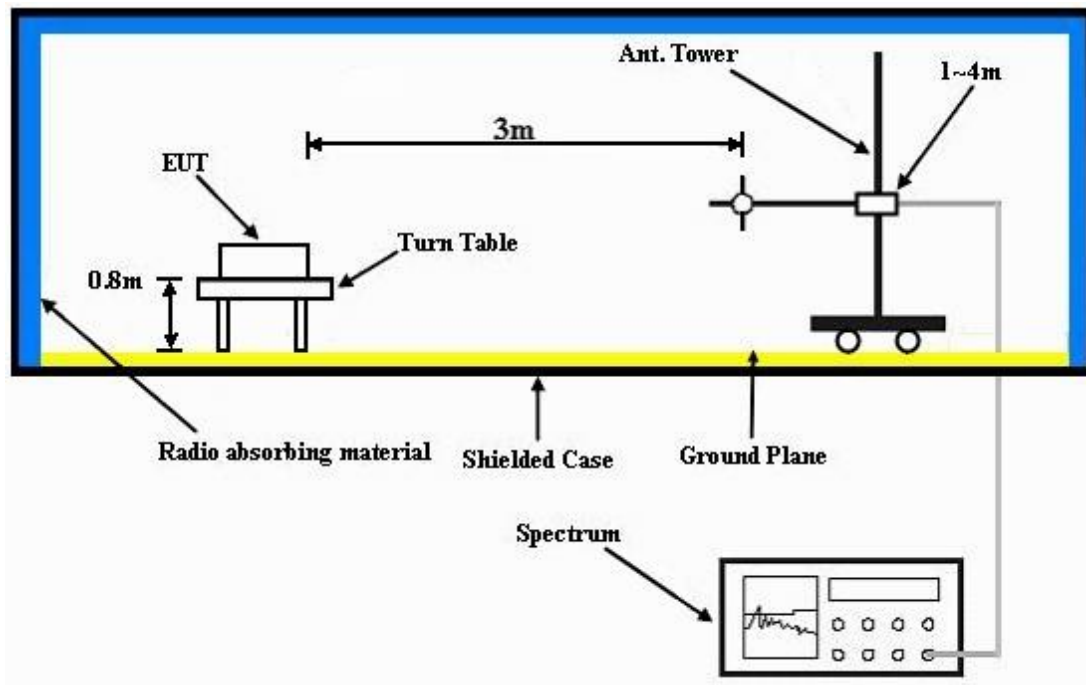 Ant. Tower
1~4m
3m
EUT
Turn Table
0.8m
Radio absorbing material
Shielded Case
Ground Plane
Spectrum